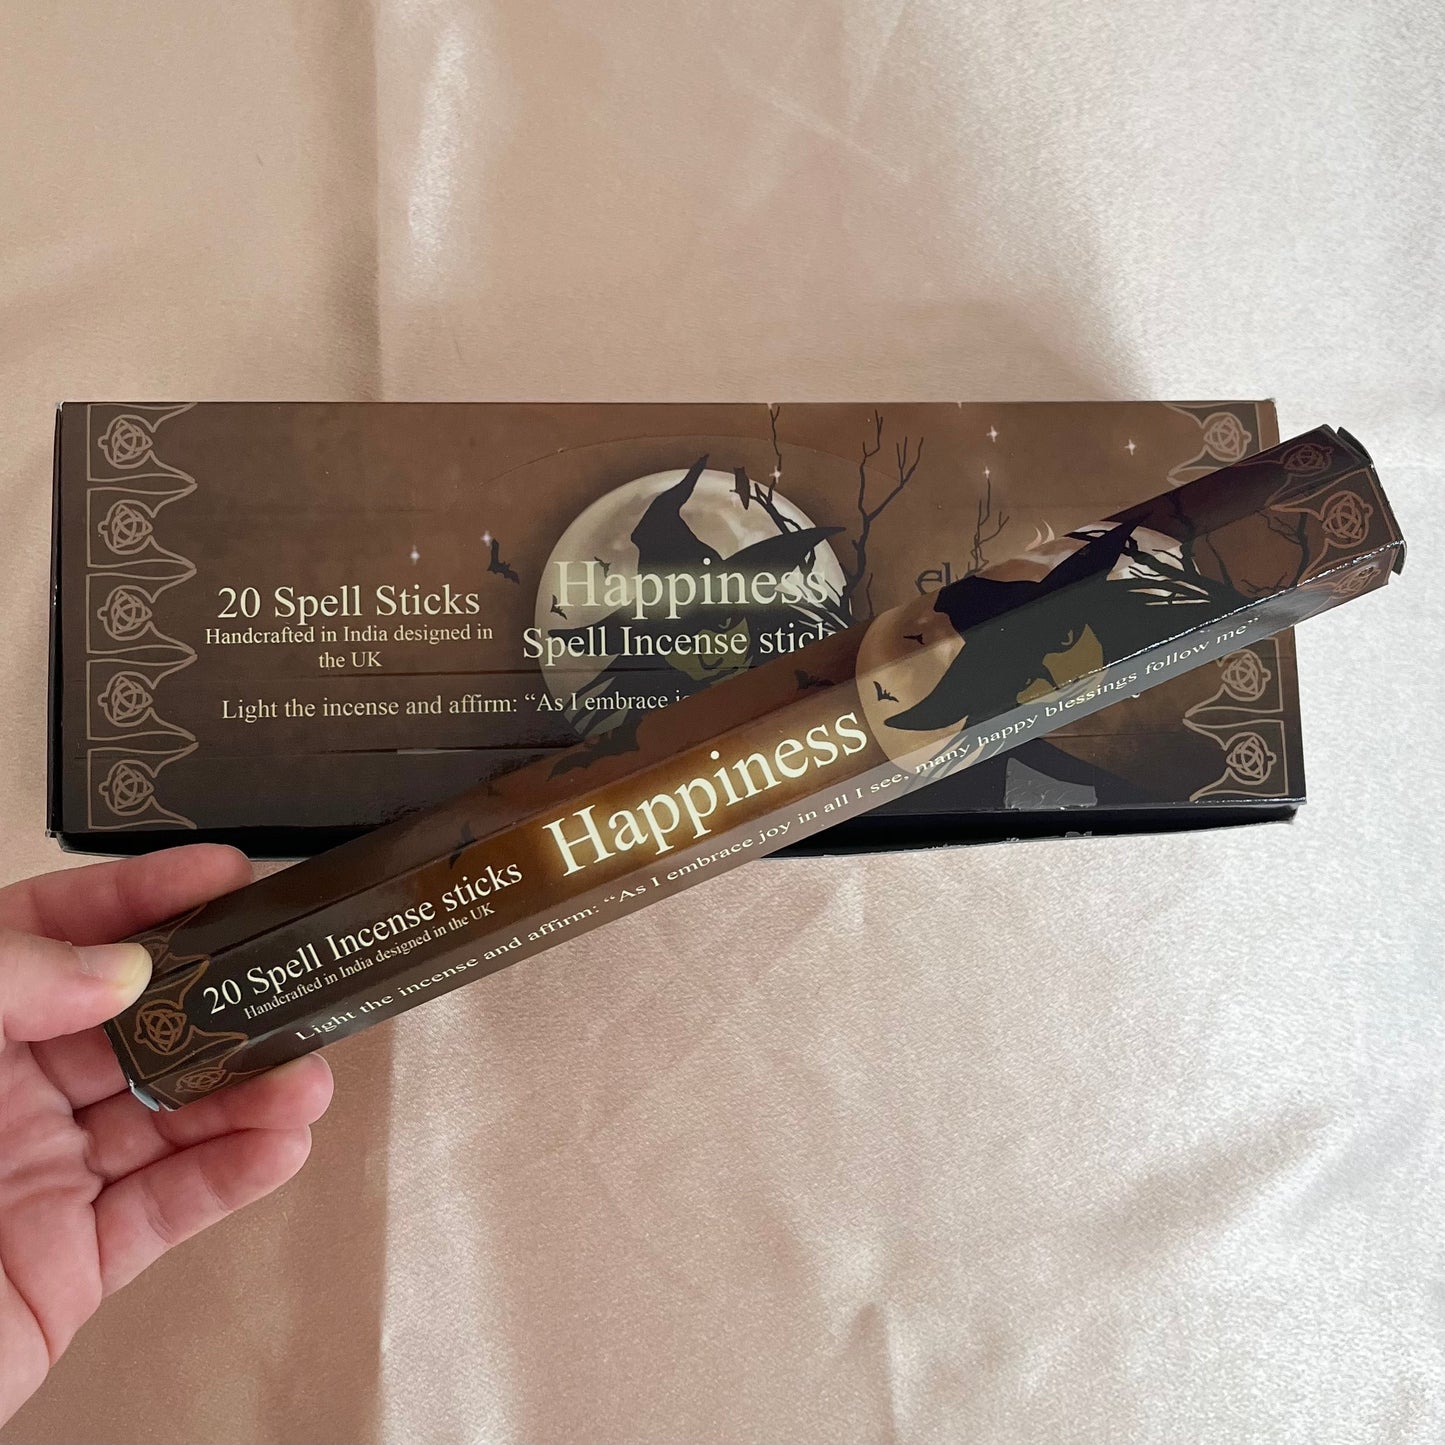 20 Spell Sticks
Handcrafted in India designed in
the UK
Happiness
Spell Incense
Light the incense and affirm: “As I embrace
20 Spell Incense sticks
Handcrafted in India designed in the UK
Happiness
Light the incense and affirm: “As I embrace joy in all I see, many happy blessings follow me”